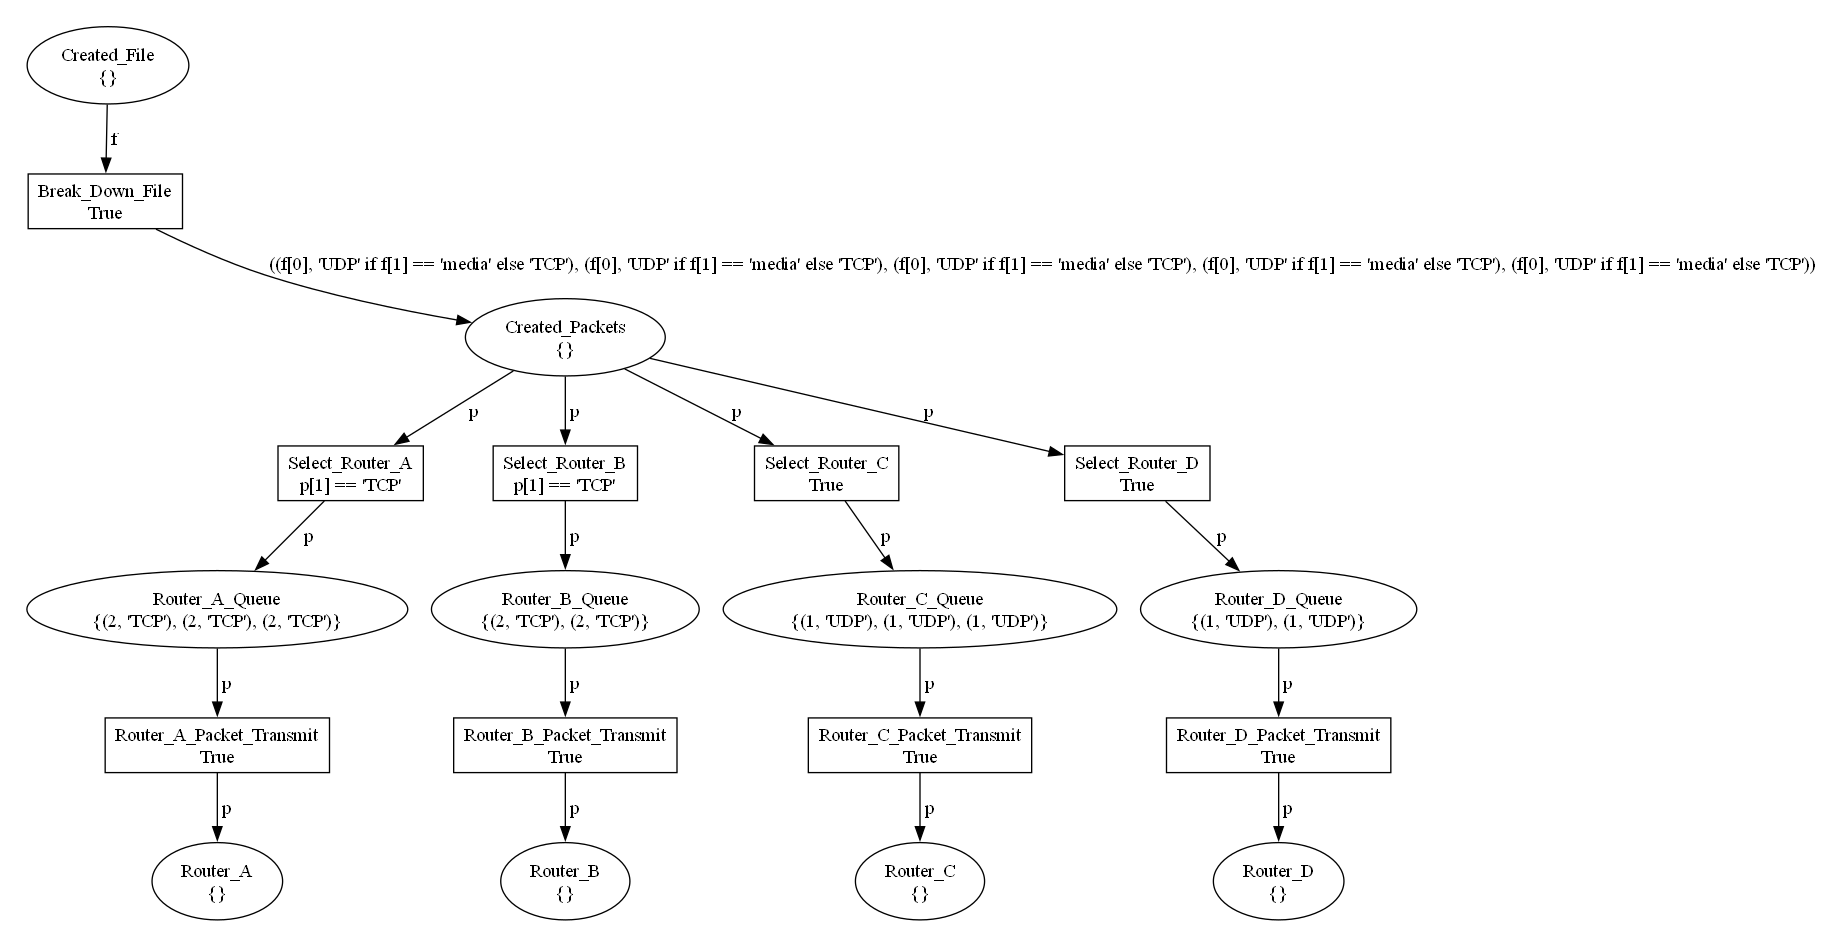 Created_File
{}
f
Break_Down_File
True
((f[0], 'UDP' if f[1] == 'media' else 'TCP'), (f[0], 'UDP' if f[1] == 'media' else 'TCP'), (f[0], 'UDP' if f[1] == 'media' else 'TCP'), (f[0], 'UDP' if f[1] == 'media' else 'TCP'), (f[0], 'UDP' if f[1] == 'media' else 'TCP'))
Created_Packets
{}
p
p
p
p
Select_Router_A
p[1] == 'TCP'
Select_Router_B
p[1] == 'TCP'
Select_Router_C
True
Select_Router_D
True
p
p
p
p
Router_A_Queue
{(2, 'TCP'), (2, 'TCP'), (2, 'TCP')}
Router_B_Queue
{(2, 'TCP'), (2, 'TCP')}
Router_C_Queue
{(1, 'UDP'), (1, 'UDP'), (1, 'UDP')}
Router_D_Queue
{(1, 'UDP'), (1, 'UDP')}
p
p
p
p
Router_A_Packet_Transmit
True
Router_B_Packet_Transmit
True
Router_C_Packet_Transmit
True
Router_D_Packet_Transmit
True
p
p
p
p
Router_A
{}
Router_B
{}
Router_C
{}
Router_D
{}